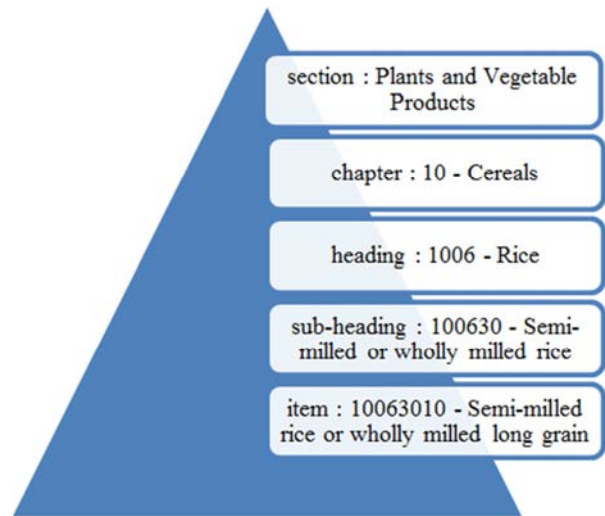 section : Plants and Vegetable
Products
chapter : 10 - Cereals
heading : 1006 - Rice
sub-heading : 100630 - Semi-
milled or wholly milled rice
item : 10063010 - Semi-milled
rice or wholly milled long grain